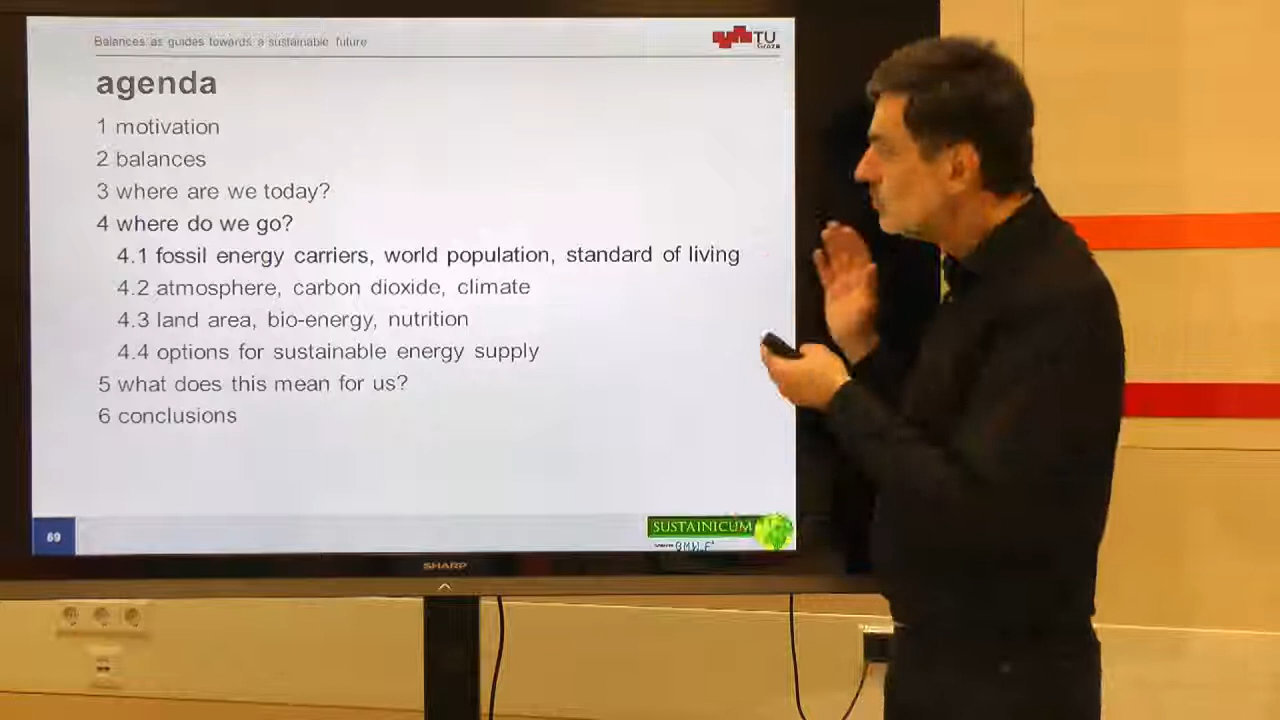 Balances as guides towards a sustainable future
TU
Graz
agenda
1 motivation
2 balances
3 where are we today?
4 where do we go?
4.1 fossil energy carriers, world population, standard of living
4.2 atmosphere, carbon dioxide, climate
4.3 land area, bio-energy, nutrition
4.4 options for sustainable energy supply
5 what does this mean for us?
6 conclusions
69
SUSTAINICUM
SHARP